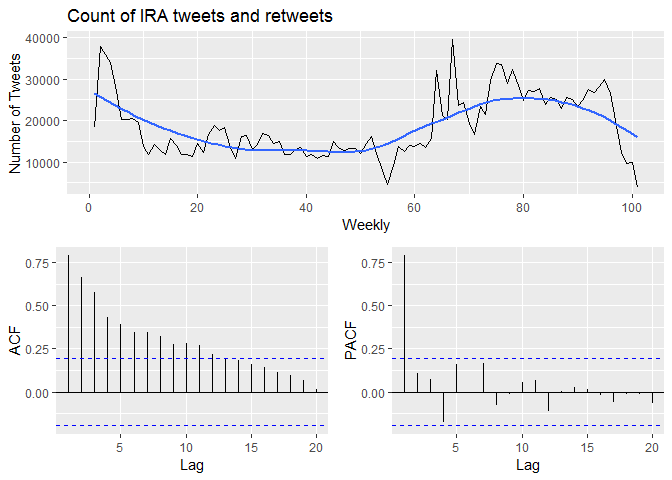 Count of IRA tweets and retweets
Number of Tweets
40000
30000
20000
10000
0 20 40 60 80 100
Weekly
ACF
0.75
0.50
0.25
0.00
5 10 15 20
Lag
PACF
0.75
0.50
0.25
0.00
5 10 15 20
Lag